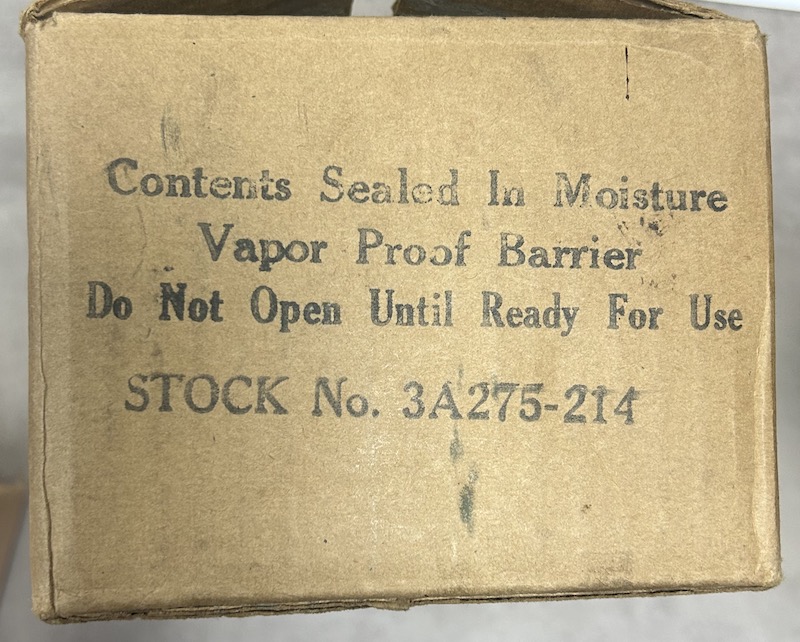 Contents Sealed In Moisture
Vapor Proof Barrier
Do Not Open Until Ready For Use
STOCK No. 3A275-214